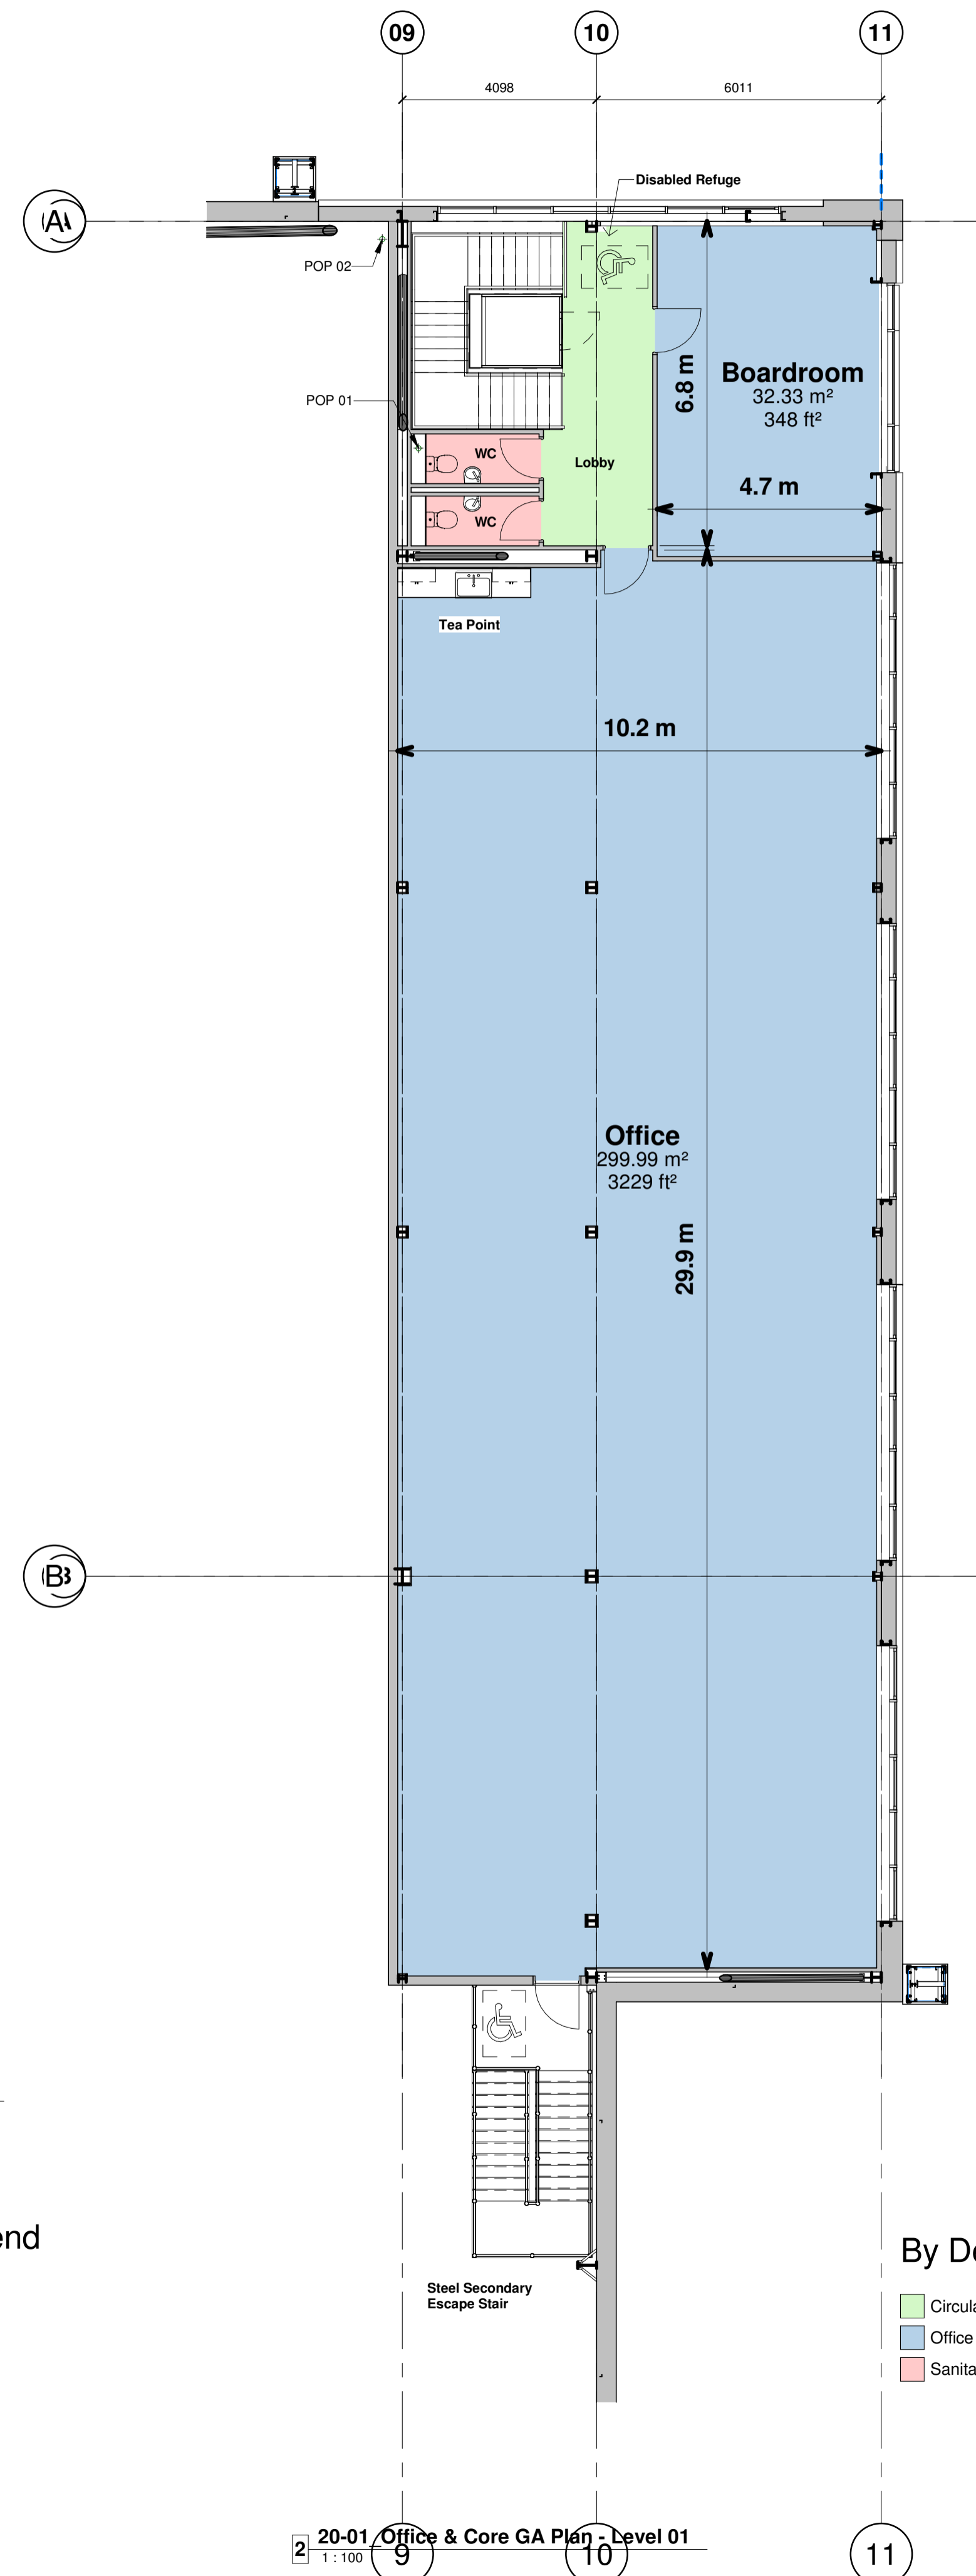 09 10 11
4098 6011
Disabled Refuge
A
POP 02
Boardroom
32.33 m²
348 ft²
6.8 m
POP 01
WC
Lobby
4.7 m
WC
Tea Point
10.2 m
Office
299.99 m²
3229 ft²
29.9 m
B
end
By De
Steel Secondary
Escape Stair
Circula
Office
Sanita
2 20-01_Office & Core GA Plan - Level 01
1 : 100
9 10 11